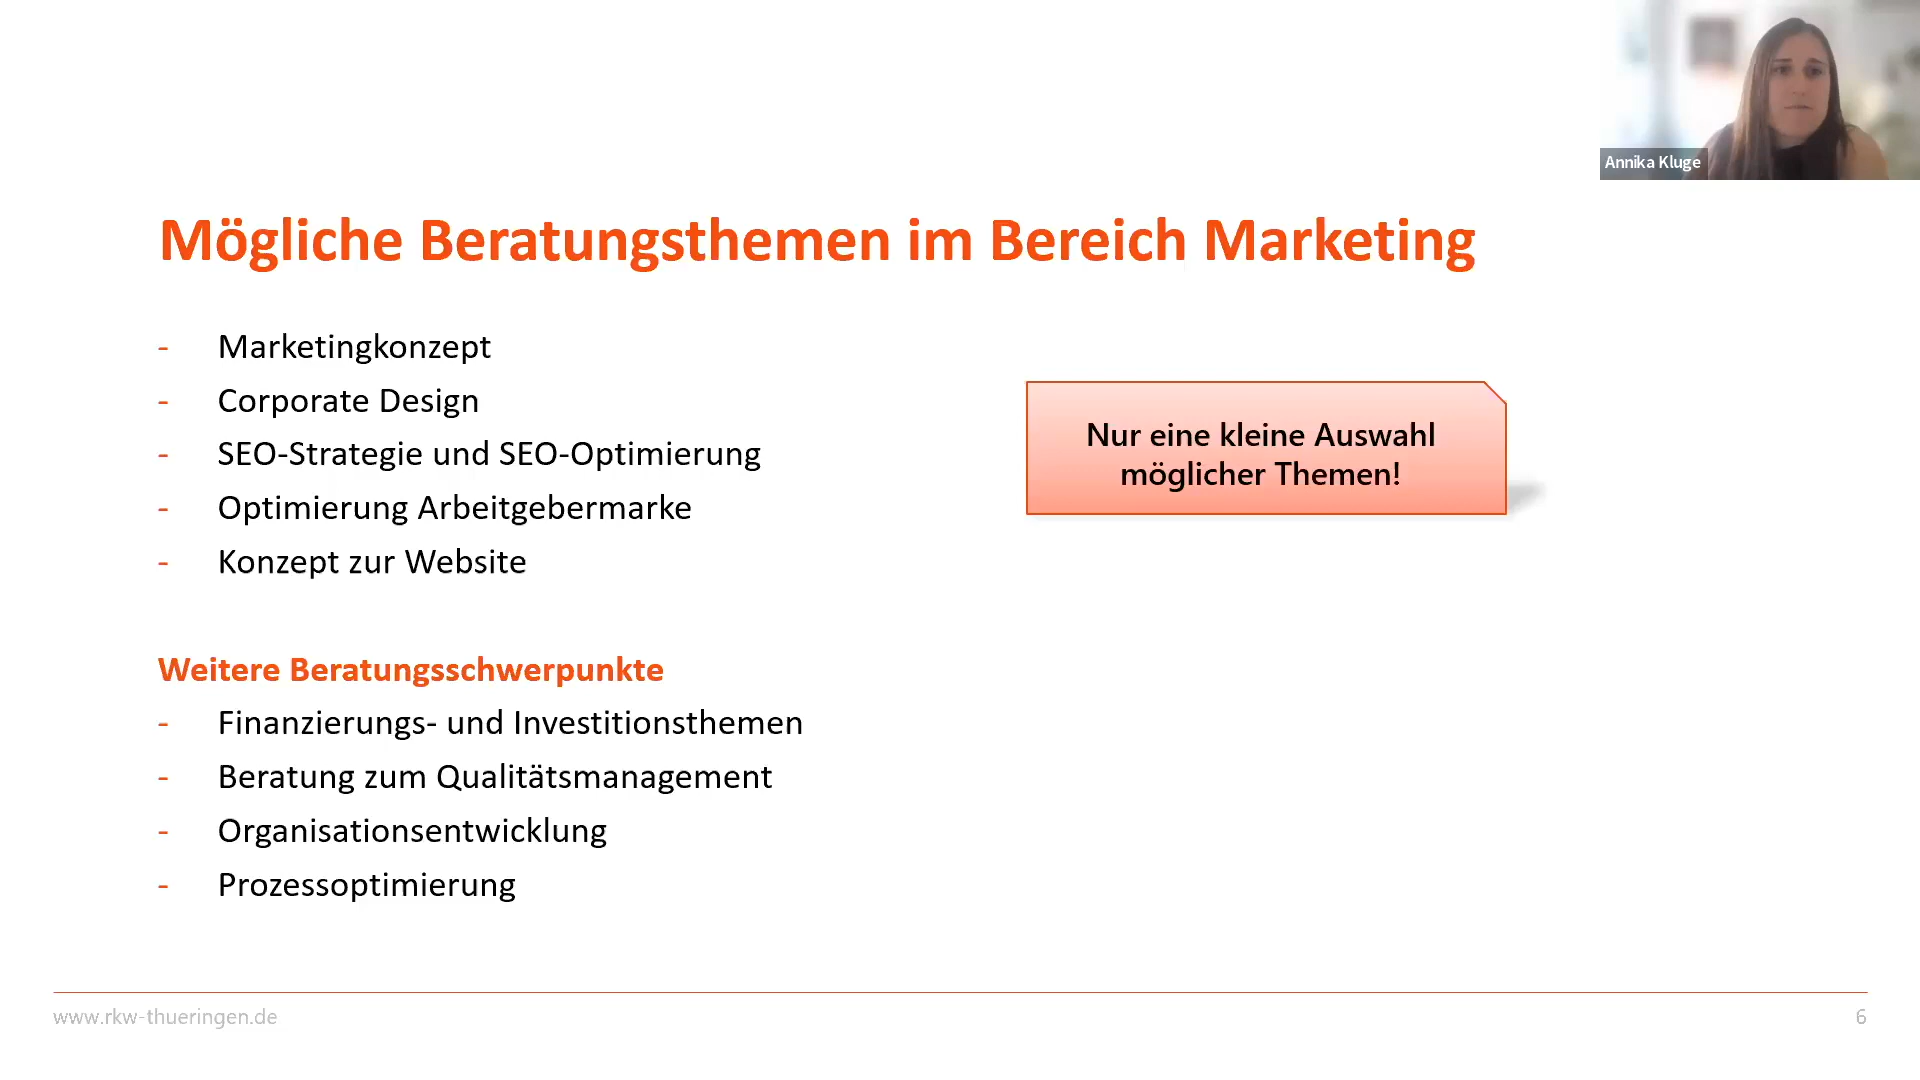 Annika Kluge
Mögliche Beratungsthemen im Bereich Marketing
- Marketingkonzept
- Corporate Design
- SEO-Strategie und SEO-Optimierung
- Optimierung Arbeitgebermarke
- Konzept zur Website
Nur eine kleine Auswahl
möglicher Themen!
Weitere Beratungsschwerpunkte
- Finanzierungs- und Investitionsthemen
- Beratung zum Qualitätsmanagement
- Organisationsentwicklung
- Prozessoptimierung
www.rkw-thueringen.de
6